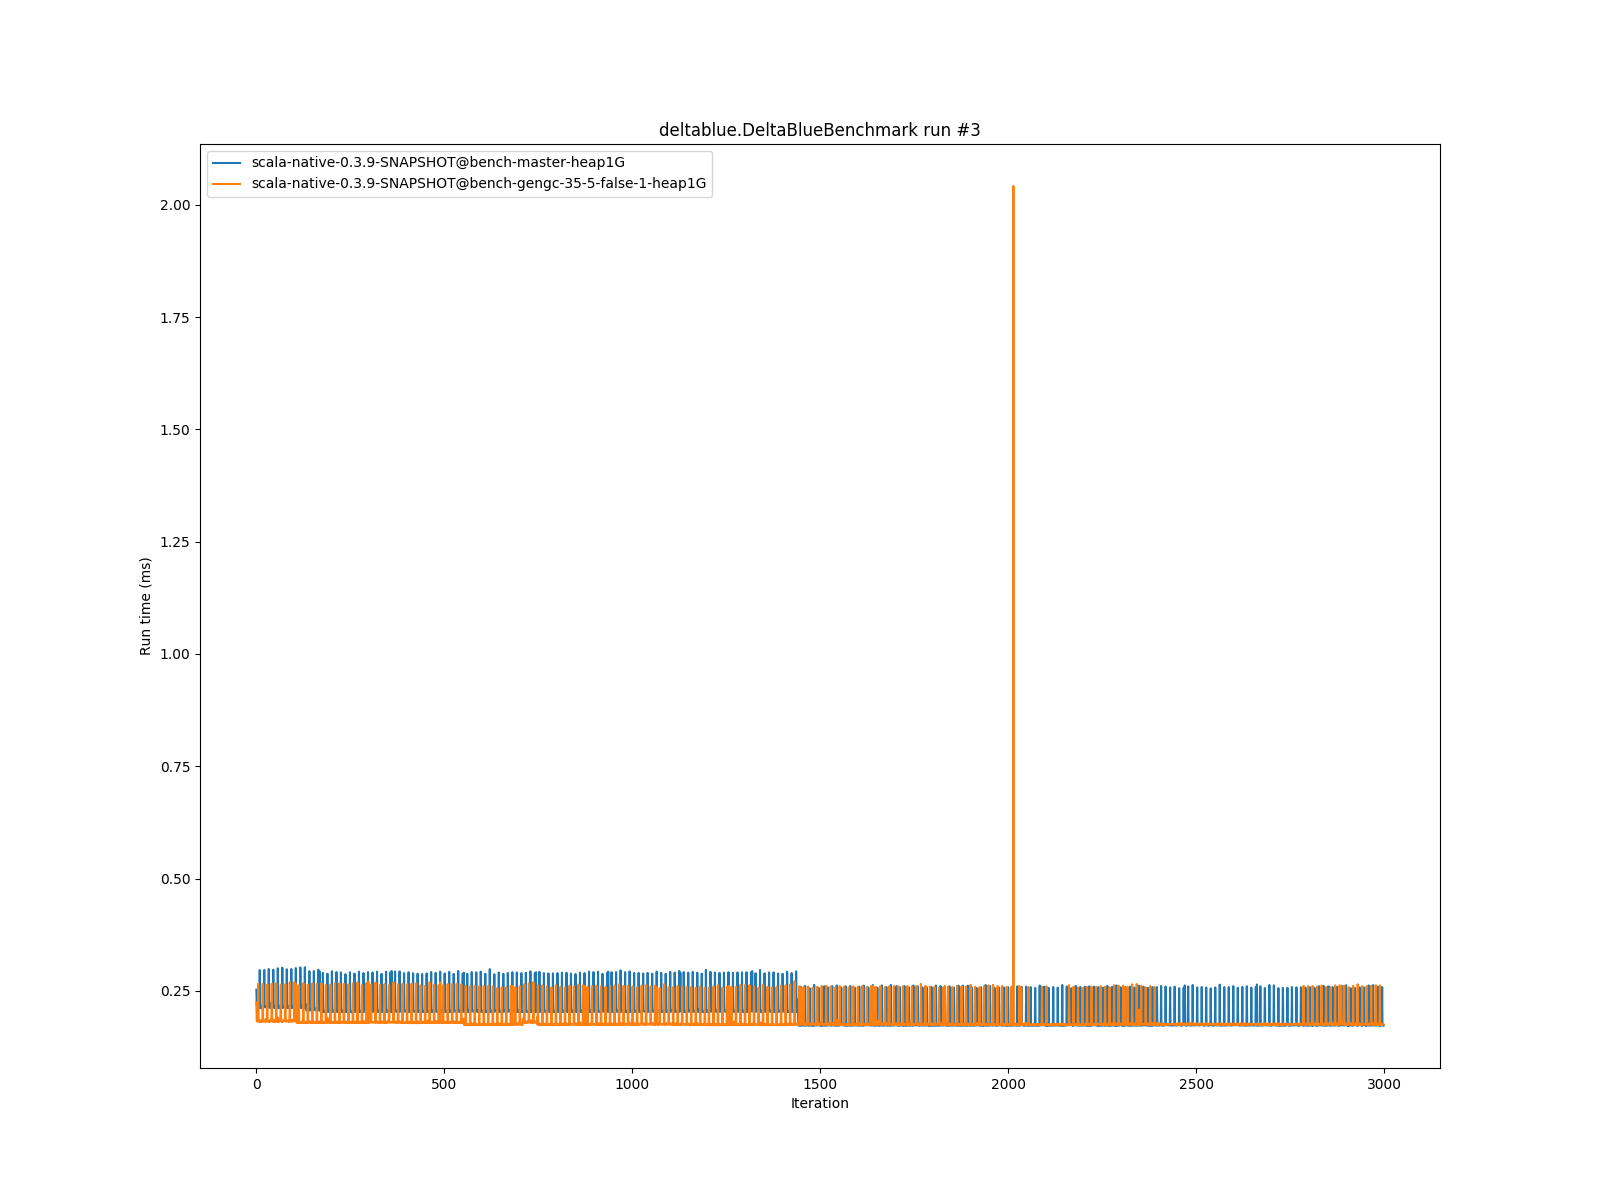 deltablue.DeltaBlueBenchmark run #3
scala-native-0.3.9-SNAPSHOT@bench-master-heap1G
scala-native-0.3.9-SNAPSHOT@bench-gengc-35-5-false-1-heap1G
2.00
1.75
1.50
1.25
1.00
0.75
0.50
0.25
Run time (ms)
0 500 1000 1500 2000 2500 3000
Iteration